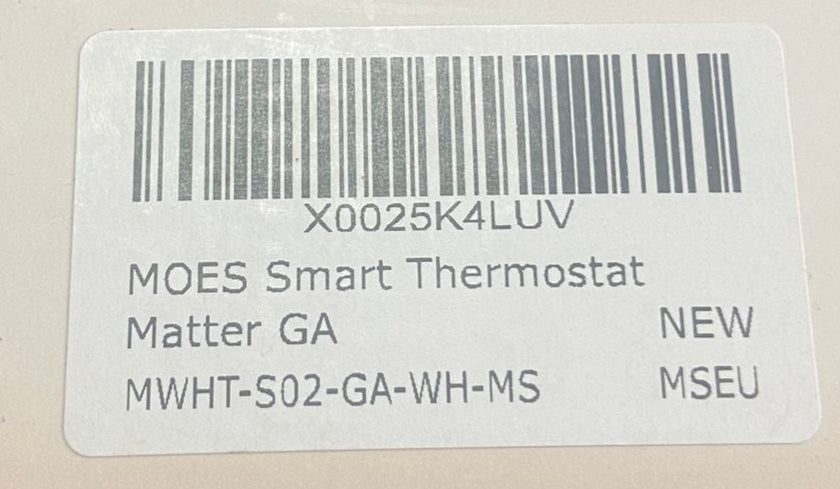 X0025K4LUV
MOES Smart Thermostat
Matter GA NEW
MWHT-S02-GA-WH-MS MSEU